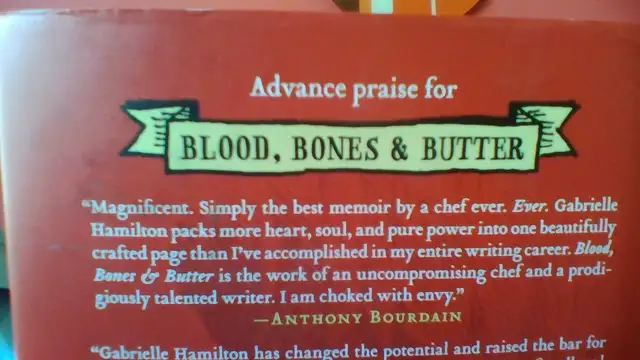 Advance praise for
BLOOD, BONES & BUTTER
“Magnificent. Simply the best memoir by a chef ever. Ever. Gabrielle
Hamilton packs more heart, soul, and pure power into one beautifully
crafted page than I’ve accomplished in my entire writing career. Blood,
Bones & Butter is the work of an uncompromising chef and a prodi-
giously talented writer. I am choked with envy.”
—ANTHONY BOURDAIN
“Gabrielle Hamilton has changed the potential and raised the bar for